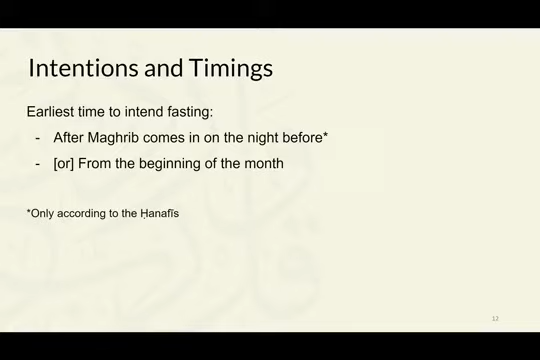 Intentions and Timings
Earliest time to intend fasting:
- After Maghrib comes in on the night before*
- [or] From the beginning of the month
*Only according to the Ḥanafīs
12